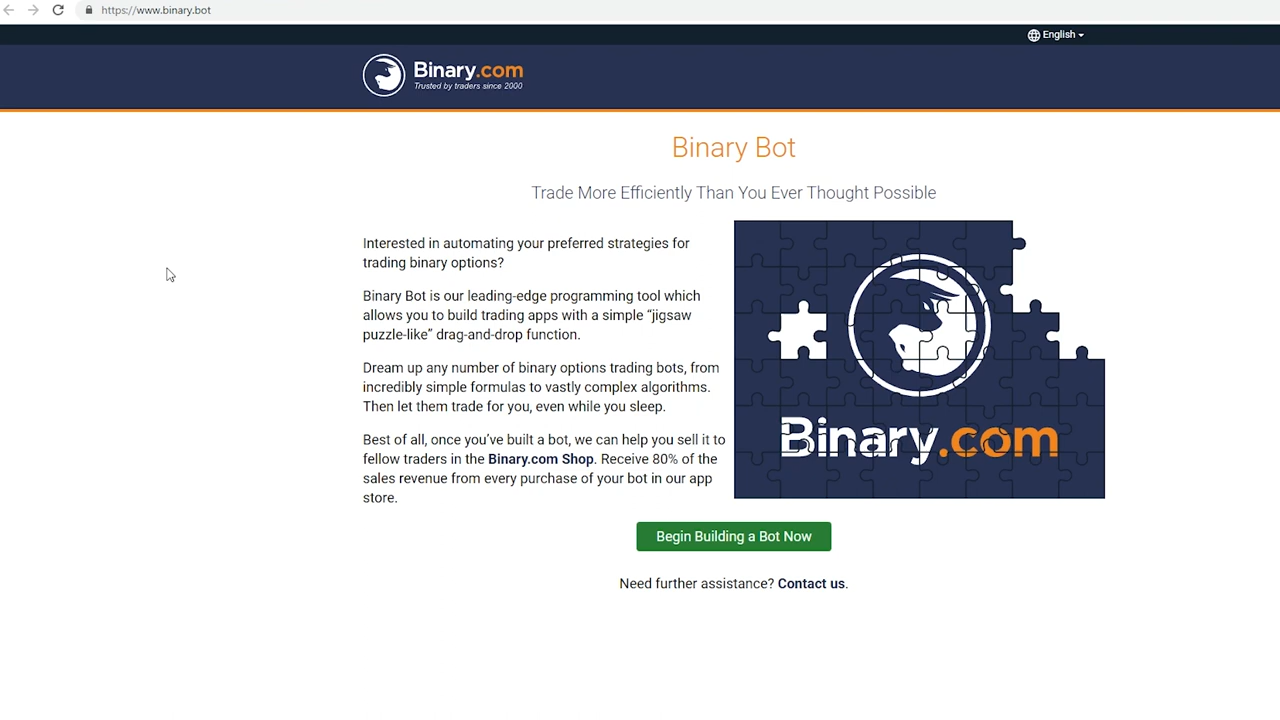 https://www.binary.bot
English
Binary.com
Trusted by traders since 2000
Binary Bot
Trade More Efficiently Than You Ever Thought Possible
Interested in automating your preferred strategies for
trading binary options?
Binary Bot is our leading-edge programming tool which
allows you to build trading apps with a simple “jigsaw
puzzle-like” drag-and-drop function.
Dream up any number of binary options trading bots, from
incredibly simple formulas to vastly complex algorithms.
Then let them trade for you, even while you sleep.
Best of all, once you’ve built a bot, we can help you sell it to
fellow traders in the Binary.com Shop. Receive 80% of the
sales revenue from every purchase of your bot in our app
store.
Binary.com
Begin Building a Bot Now
Need further assistance? Contact us.